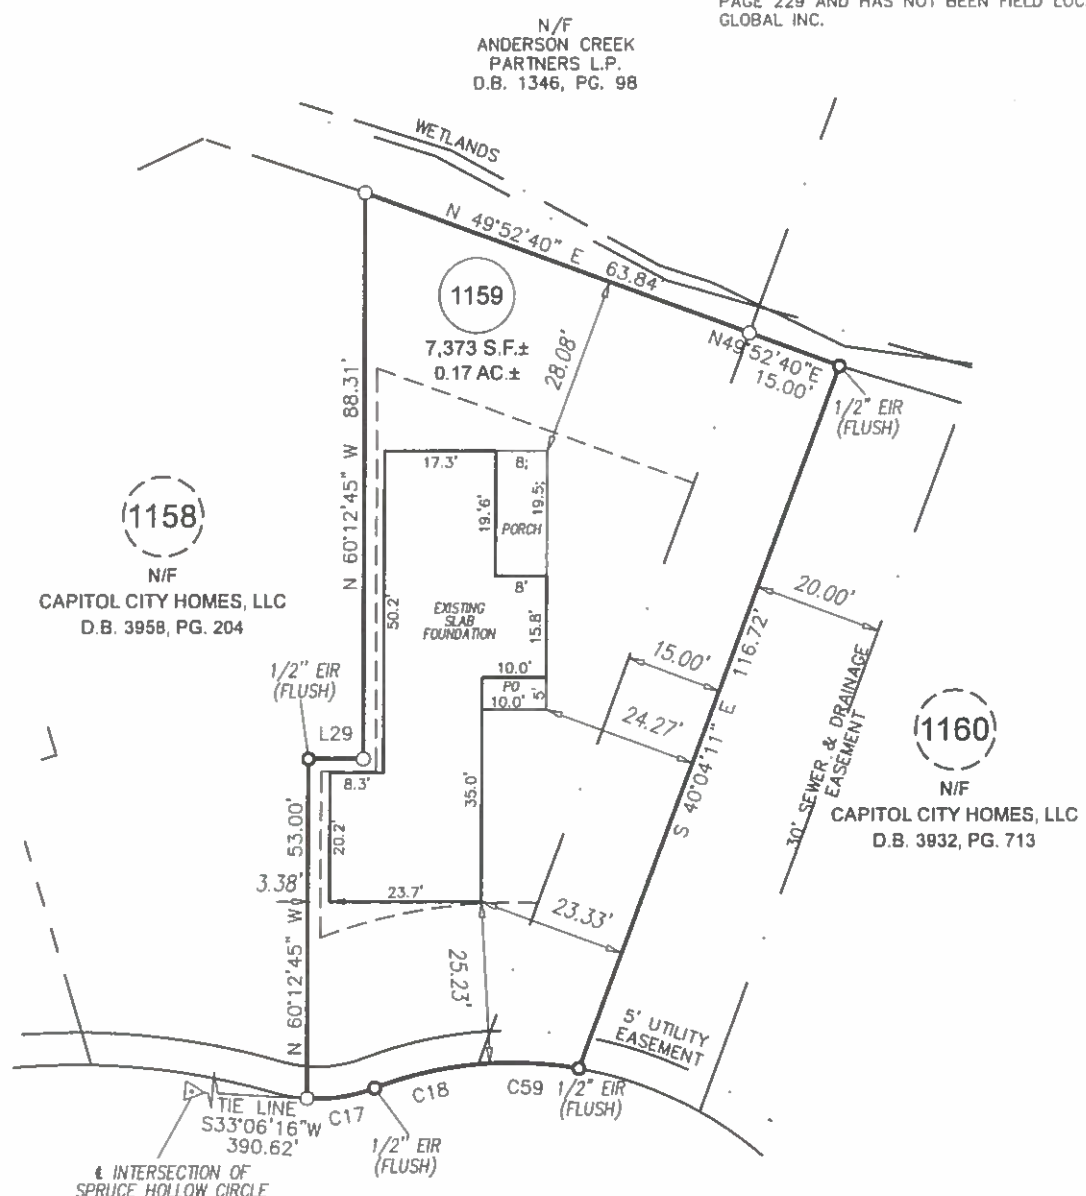 PAGE 229 AND HAS NOT BEEN FIELD LOC
GLOBAL INC.
N/F
ANDERSON CREEK
PARTNERS L.P.
D.B. 1346, PG. 98
WETLANDS
N 49°52'40" E 63.84'
N49°52'40"E
15.00'
1/2" EIR
(FLUSH)
1159
7,373 S.F.±
0.17 AC.±
28.08'
N 60°12'45" W 88.31'
17.3'
8;
19.5;
19.'6'
PORCH
8'
50.2'
EXISTING
SLAB
FOUNDATION
15.8'
10.0'
PO
10.0'
5'
1158
N/F
CAPITOL CITY HOMES, LLC
D.B. 3958, PG. 204
1/2" EIR
(FLUSH)
L29
8.3'
20.2'
35.0'
23.7'
3.38'
N 60°12'45" W 53.00'
20.00'
15.00'
24.27'
S 40°04'11" E 116.72'
30' SEWER & DRAINAGE
EASEMENT
1160
N/F
CAPITOL CITY HOMES, LLC
D.B. 3932, PG. 713
23.33'
25.23'
5' UTILITY
EASEMENT
C17
C18
C59
1/2" EIR
(FLUSH)
1/2" EIR
(FLUSH)
TIE LINE
S33°06'16"W
390.62'
℄ INTERSECTION OF
SPRUCE HOLLOW CIRCLE